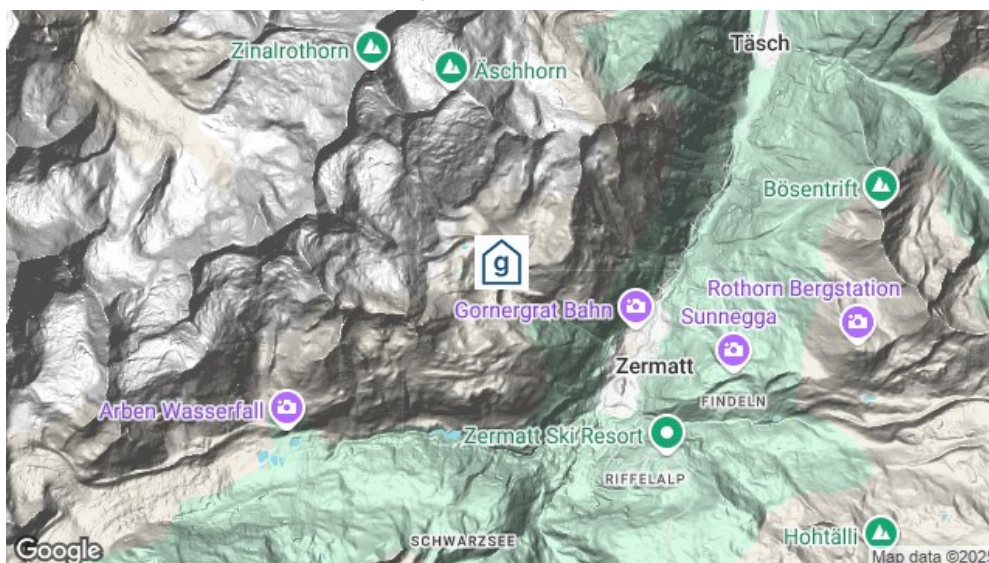 Zinalrothorn
Täsch
Äschhorn
Bösentrift
g
Rothorn Bergstation
Gornergrat Bahn
Sunnegga
Zermatt
FINDELN
Arben Wasserfall
Zermatt Ski Resort
RIFFELALP
SCHWARZSEE
Hohtälli
Google
Map data ©2025